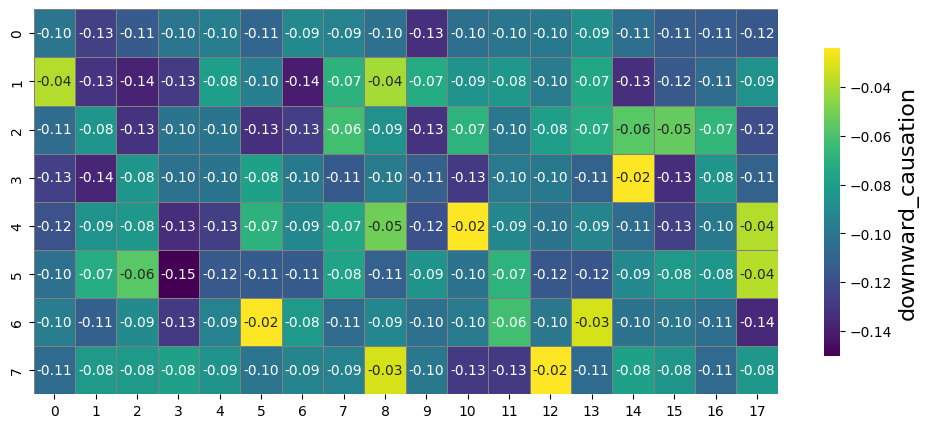 0 -0.10 -0.13 -0.11 -0.10 -0.10 -0.11 -0.09 -0.09 -0.10 -0.13 -0.10 -0.10 -0.10 -0.09 -0.11 -0.11 -0.11 -0.12
1 -0.04 -0.13 -0.14 -0.13 -0.08 -0.10 -0.14 -0.07 -0.04 -0.07 -0.09 -0.08 -0.10 -0.07 -0.13 -0.12 -0.11 -0.09
2 -0.11 -0.08 -0.13 -0.10 -0.10 -0.13 -0.13 -0.06 -0.09 -0.13 -0.07 -0.10 -0.08 -0.07 -0.06 -0.05 -0.07 -0.12
3 -0.13 -0.14 -0.08 -0.10 -0.10 -0.08 -0.10 -0.11 -0.10 -0.11 -0.13 -0.10 -0.10 -0.11 -0.02 -0.13 -0.08 -0.11
4 -0.12 -0.09 -0.08 -0.13 -0.13 -0.07 -0.09 -0.07 -0.05 -0.12 -0.02 -0.09 -0.10 -0.09 -0.11 -0.13 -0.10 -0.04
5 -0.10 -0.07 -0.06 -0.15 -0.12 -0.11 -0.11 -0.08 -0.11 -0.09 -0.10 -0.07 -0.12 -0.12 -0.09 -0.08 -0.08 -0.04
6 -0.10 -0.11 -0.09 -0.13 -0.09 -0.02 -0.08 -0.11 -0.09 -0.10 -0.10 -0.06 -0.10 -0.03 -0.10 -0.10 -0.11 -0.14
7 -0.11 -0.08 -0.08 -0.08 -0.09 -0.10 -0.09 -0.09 -0.03 -0.10 -0.13 -0.13 -0.02 -0.11 -0.08 -0.08 -0.11 -0.08
0 1 2 3 4 5 6 7 8 9 10 11 12 13 14 15 16 17
−0.04
−0.06
−0.08
−0.10
−0.12
−0.14
downward_causation